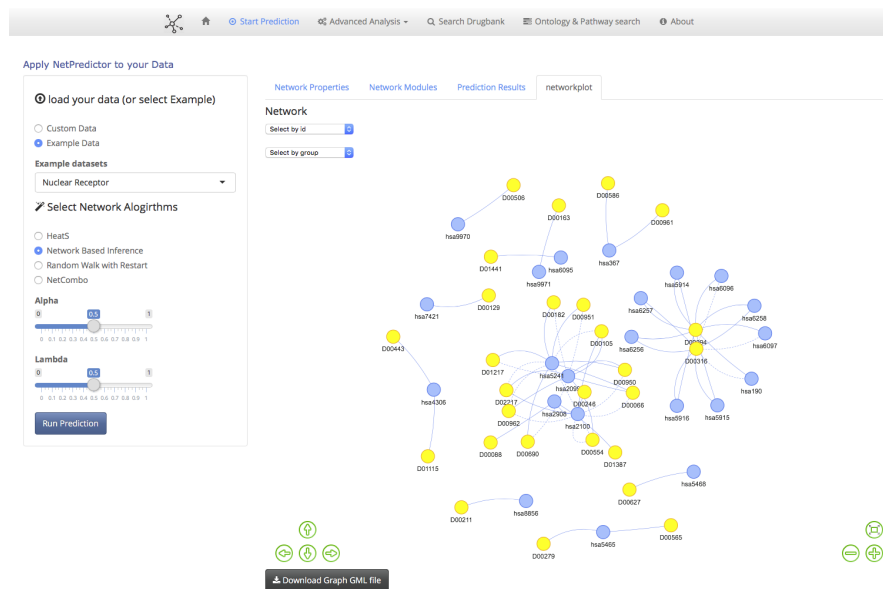 Start Prediction Advanced Analysis Search Drugbank Ontology & Pathway search About
Apply NetPredictor to your Data
load your data (or select Example)
Custom Data
Example Data
Example datasets
Nuclear Receptor
Select Network Alogirthms
HeatS
Network Based Inference
Random Walk with Restart
NetCombo
Alpha
0 0.5 1
0 0.1 0.2 0.3 0.4 0.5 0.6 0.7 0.8 0.9 1
Lambda
0 0.5 1
0 0.1 0.2 0.3 0.4 0.5 0.6 0.7 0.8 0.9 1
Run Prediction
Network Properties Network Modules Prediction Results networkplot
Network
Select by id
Select by group
D00506
D00586
D00163
D00961
hsa9970
hsa367
D01441
hsa6095
hsa9971
hsa5914
hsa6096
D00129
hsa7421
D00182
D00951
hsa6257
hsa6258
D00443
D00105
hsa6256
hsa6097
D00316
D01217
hsa5241
D00950
hsa190
hsa4306
D02217
D00246
D00066
D00962
hsa2908
hsa2100
hsa5916
hsa5915
D00088
D00690
D00554
D01387
D01115
hsa5468
D00627
D00211
hsa8856
D00565
hsa5465
D00279
Download Graph GML file